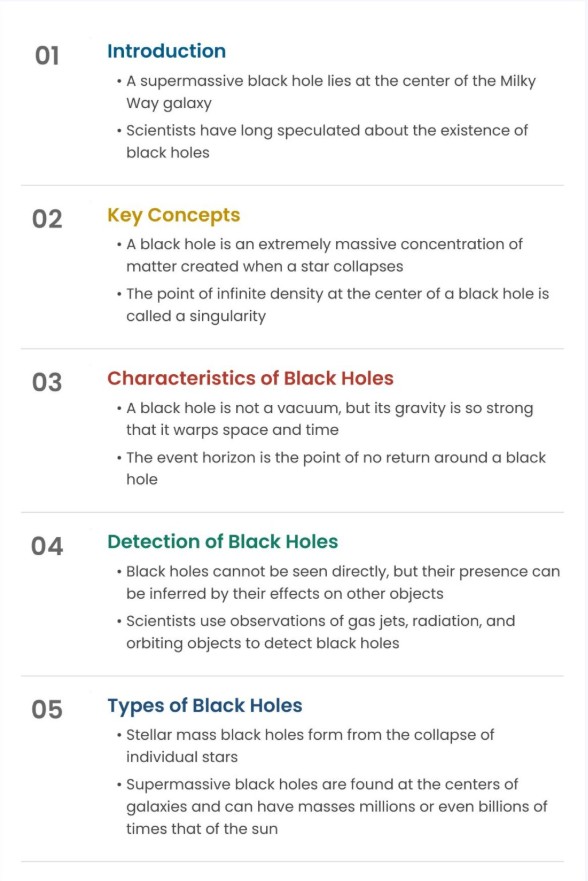 01
Introduction
• A supermassive black hole lies at the center of the Milky
Way galaxy
• Scientists have long speculated about the existence of
black holes
02
Key Concepts
• A black hole is an extremely massive concentration of
matter created when a star collapses
• The point of infinite density at the center of a black hole is
called a singularity
03
Characteristics of Black Holes
• A black hole is not a vacuum, but its gravity is so strong
that it warps space and time
• The event horizon is the point of no return around a black
hole
04
Detection of Black Holes
• Black holes cannot be seen directly, but their presence can
be inferred by their effects on other objects
• Scientists use observations of gas jets, radiation, and
orbiting objects to detect black holes
05
Types of Black Holes
• Stellar mass black holes form from the collapse of
individual stars
• Supermassive black holes are found at the centers of
galaxies and can have masses millions or even billions of
times that of the sun